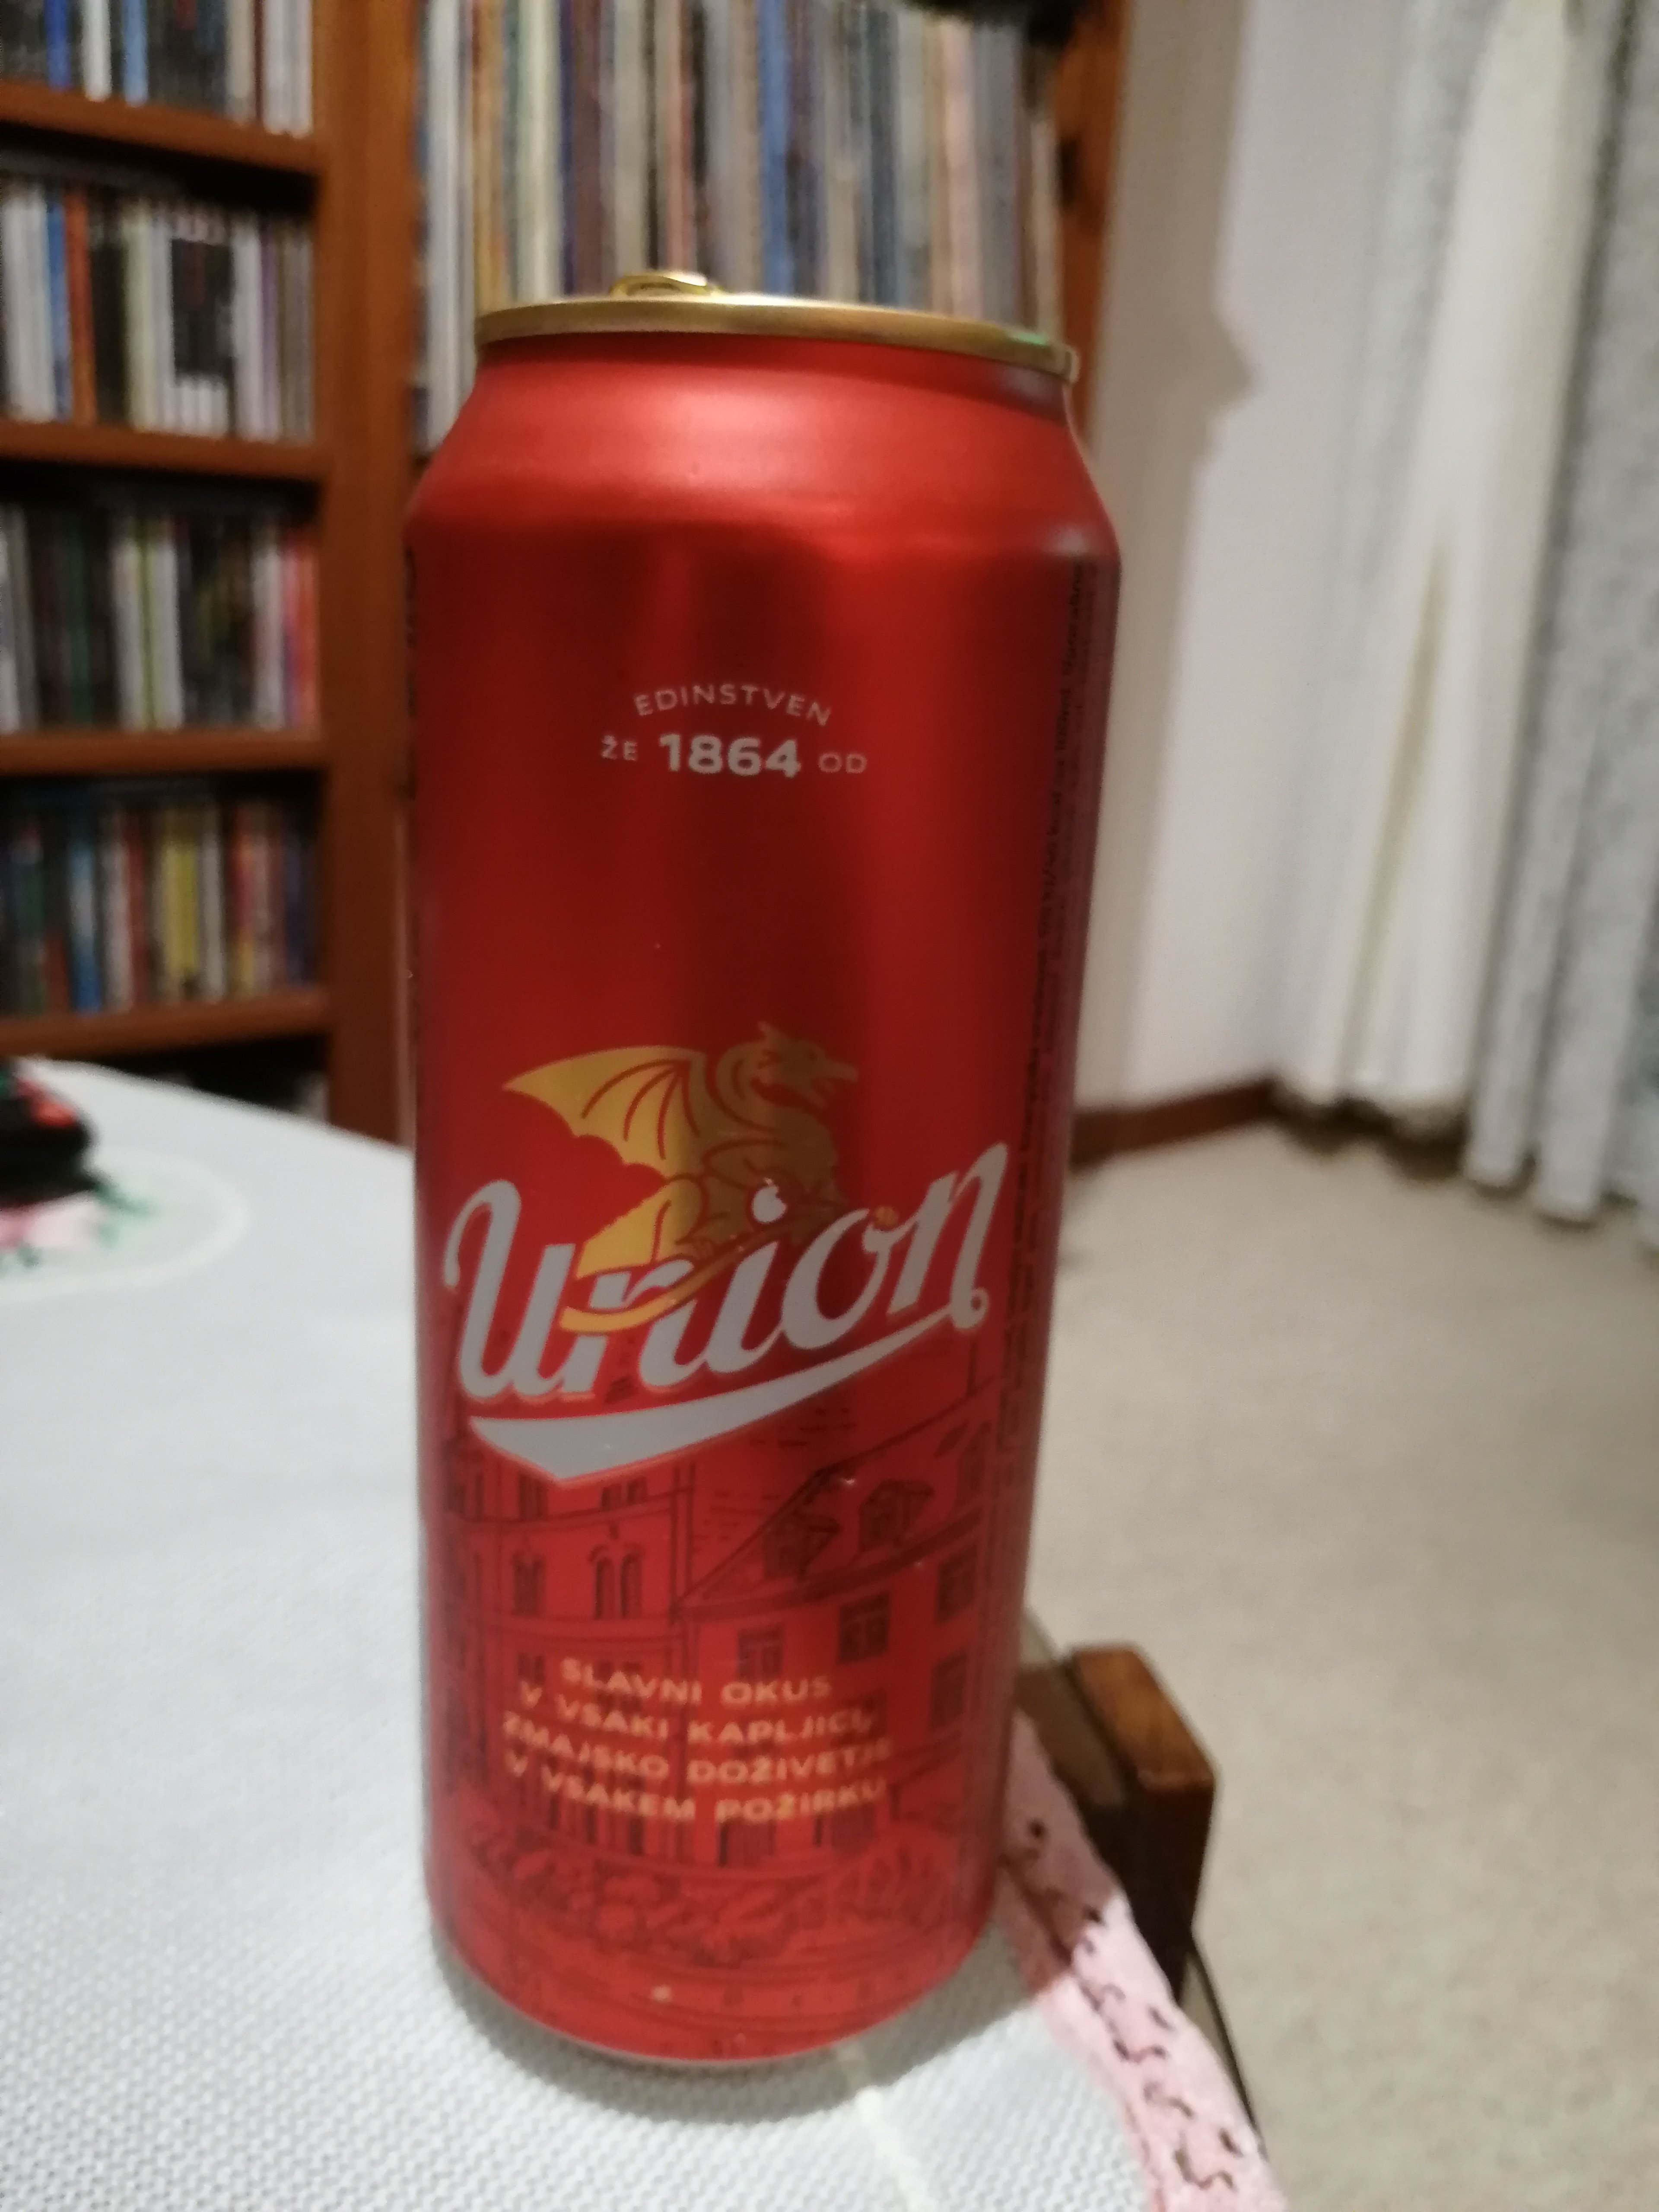 EDINSTVEN
ŽE 1864 OD
Union
SLAVNI OKUS
V VSAKI KAPLJICI,
ZMAJSKO DOŽIVETJE
V VSAKEM POŽIRKU